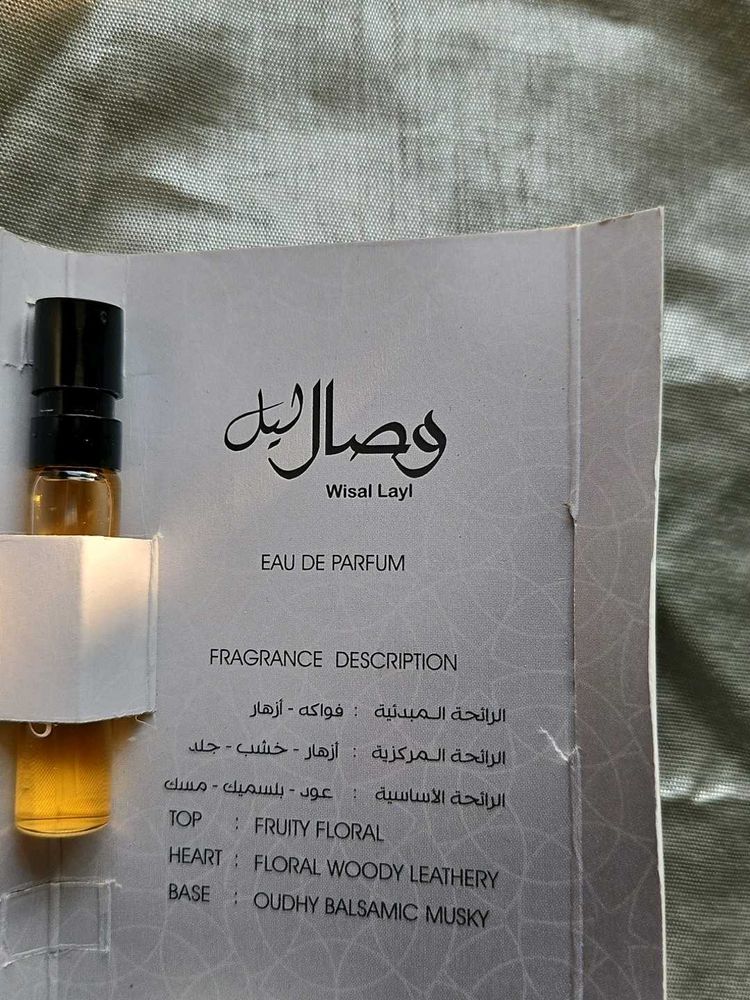 وصال ليل
Wisal Layl
EAU DE PARFUM
FRAGRANCE DESCRIPTION
الرائحة المبدئية : فواكه - أزهار
الرائحة المركزية : أزهار - خشب - جلد
الرائحة الأساسية : عود - بلسميك - مسك
TOP : FRUITY FLORAL
HEART : FLORAL WOODY LEATHERY
BASE : OUDHY BALSAMIC MUSKY